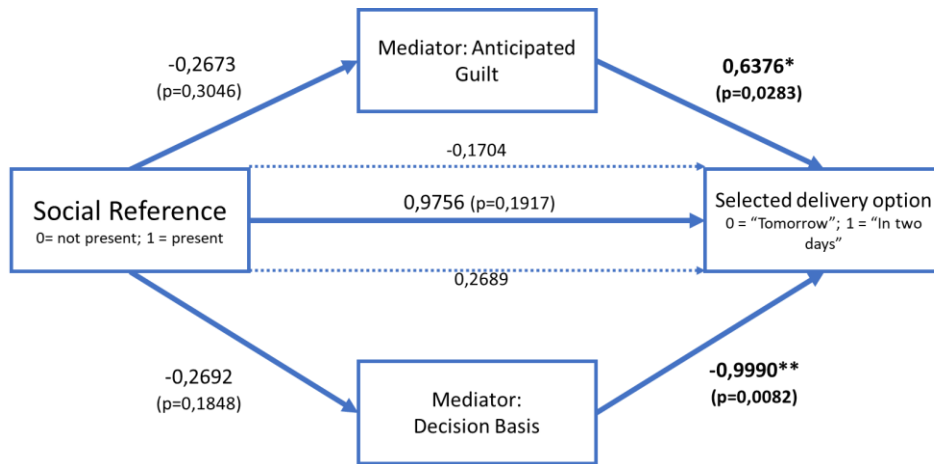 Mediator: Anticipated
Guilt
-0,2673
(p=0,3046)
0,6376*
(p=0,0283)
-0,1704
Social Reference
0= not present; 1 = present
0,9756 (p=0,1917)
Selected delivery option
0 = “Tomorrow”; 1 = “In two
days”
0,2689
-0,2692
(p=0,1848)
Mediator:
Decision Basis
-0,9990**
(p=0,0082)